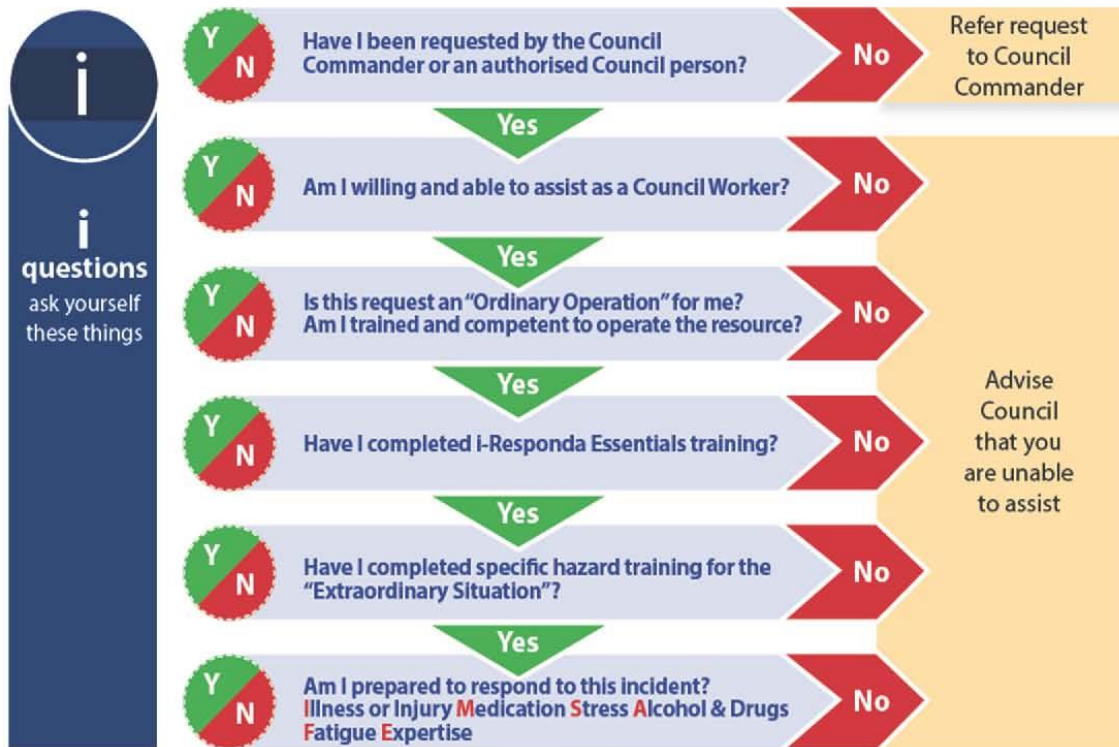 i
i
questions
ask yourself
these things
Y
N
Have I been requested by the Council
Commander or an authorised Council person?
No
Refer request
to Council
Commander
Yes
Y
N
Am I willing and able to assist as a Council Worker?
No
Yes
Y
N
Is this request an “Ordinary Operation” for me?
Am I trained and competent to operate the resource?
No
Yes
Y
N
Have I completed i-Responda Essentials training?
No
Advise
Council
that you
are unable
to assist
Yes
Y
N
Have I completed specific hazard training for the
“Extraordinary Situation”?
No
Yes
Y
N
Am I prepared to respond to this incident?
Illness or Injury Medication Stress Alcohol & Drugs
Fatigue Expertise
No